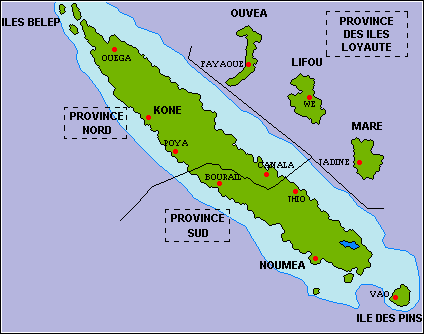 OUVEA
PROVINCE
DES ILES
LOYAUTE
ILES BELEP
OUEGA
FAYAOUE
LIFOU
WE
KONE
PROVINCE
NORD
MARE
POYA
TADINE
CANALA
BOURAIL
THIO
PROVINCE
SUD
NOUMEA
VAO
ILE DES PINS